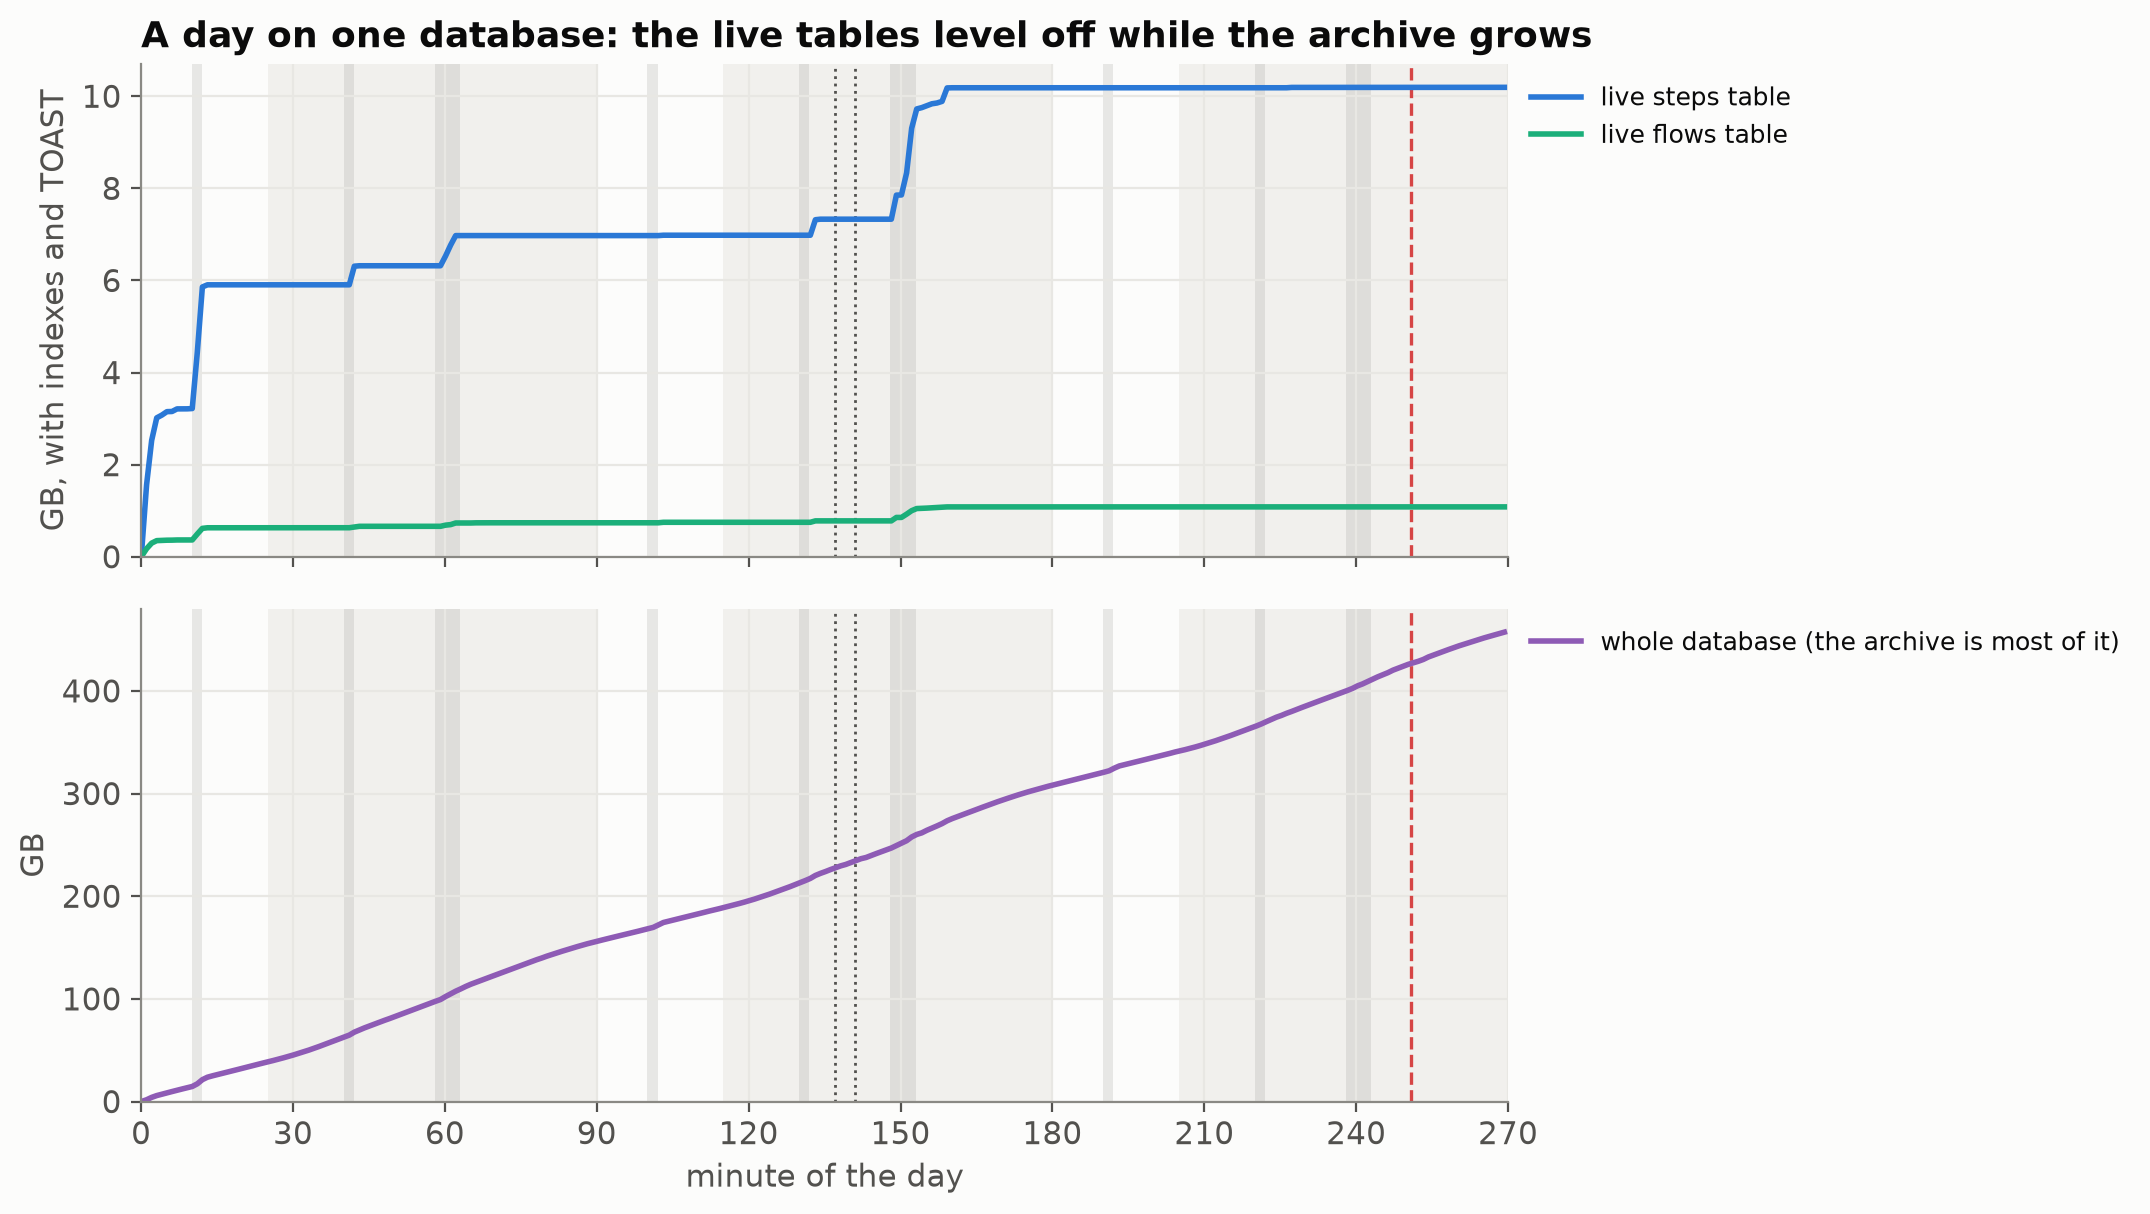 A day on one database: the live tables level off while the archive grows
GB, with indexes and TOAST
10
8
6
4
2
0
live steps table
live flows table
GB
400
300
200
100
0
whole database (the archive is most of it)
0 30 60 90 120 150 180 210 240 270
minute of the day